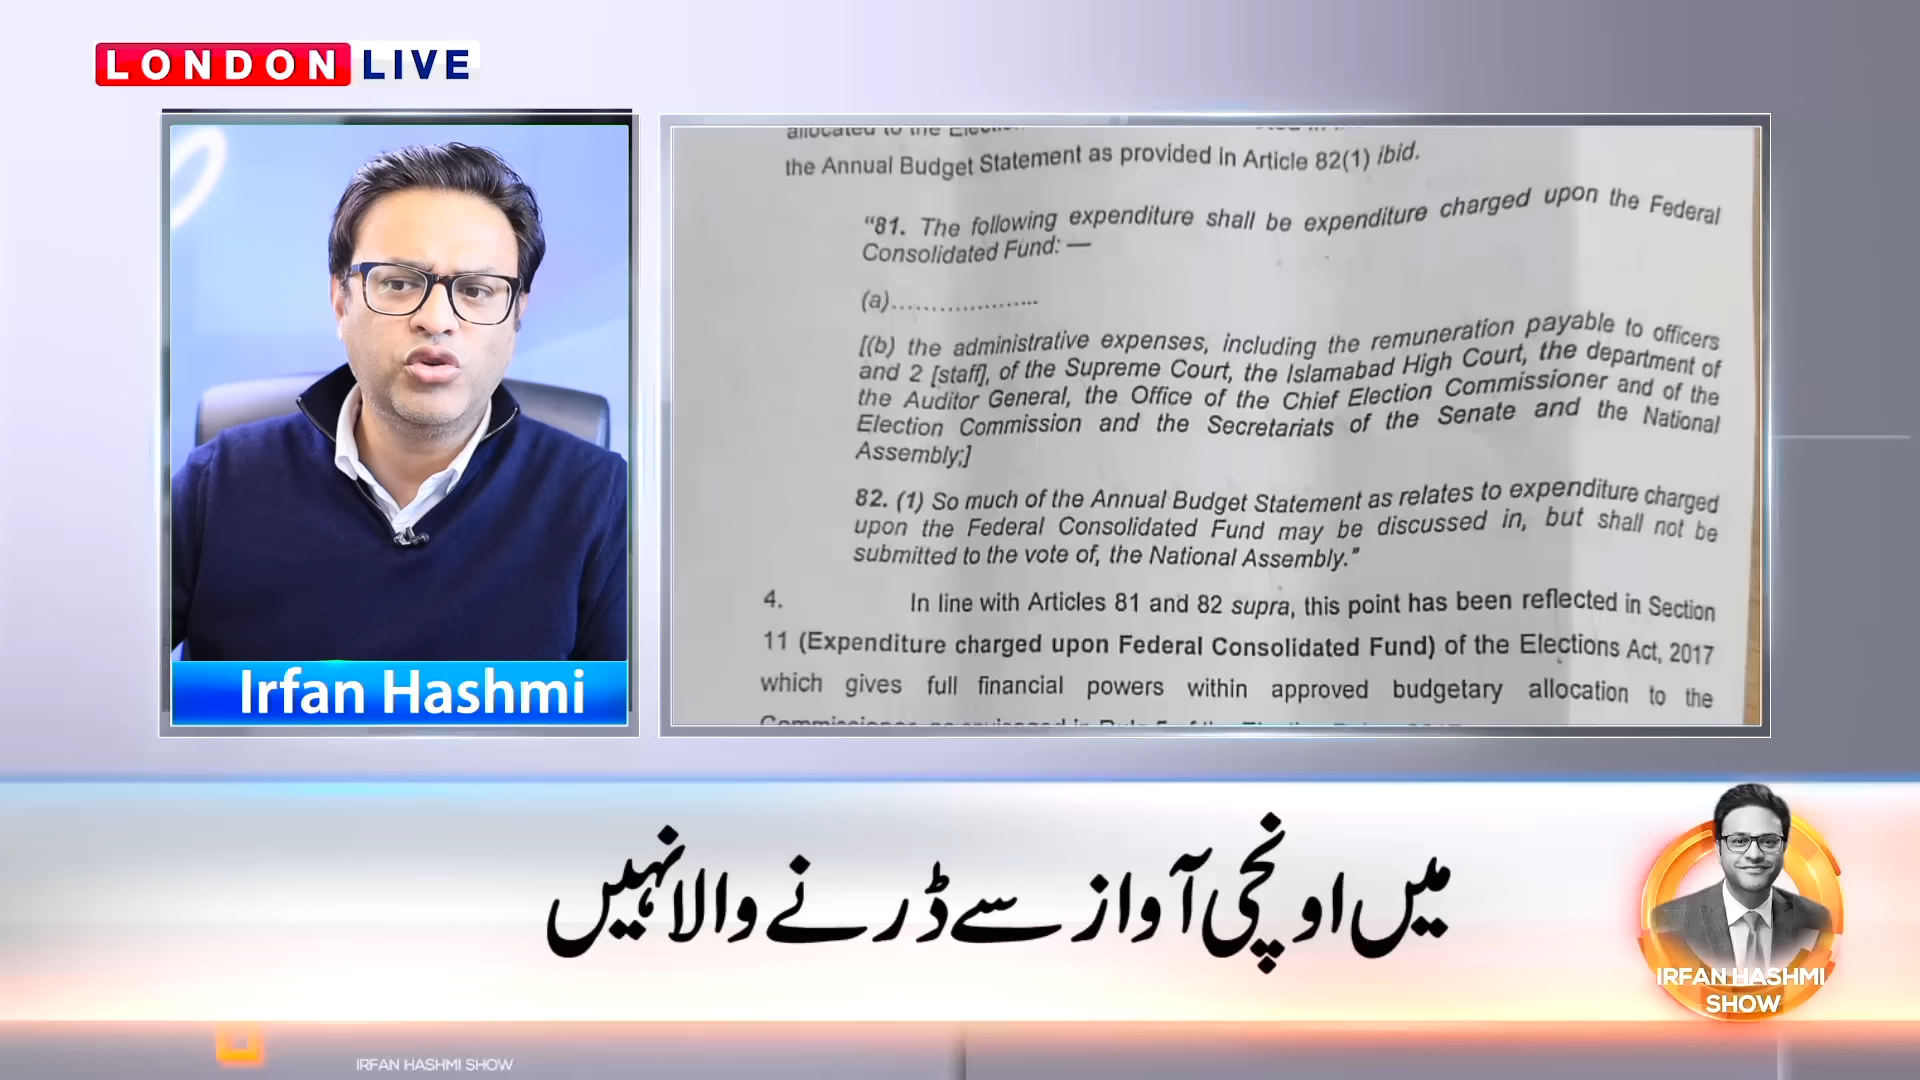 LONDON LIVE
the Annual Budget Statement as provided in Article 82(1) ibid.
"81. The following expenditure shall be expenditure charged upon the Federal
Consolidated Fund: —
(a)...................
[(b) the administrative expenses, including the remuneration payable to officers
and 2 [staff], of the Supreme Court, the Islamabad High Court, the department of
the Auditor General, the Office of the Chief Election Commissioner and of the
Election Commission and the Secretariats of the Senate and the National
Assembly;]
82. (1) So much of the Annual Budget Statement as relates to expenditure charged
upon the Federal Consolidated Fund may be discussed in, but shall not be
submitted to the vote of, the National Assembly."
4. In line with Articles 81 and 82 supra, this point has been reflected in Section
11 (Expenditure charged upon Federal Consolidated Fund) of the Elections Act, 2017
which gives full financial powers within approved budgetary allocation to the
Irfan Hashmi
میں اونچی آواز سے ڈرنے والا نہیں
IRFAN HASHMI
SHOW
IRFAN HASHMI SHOW